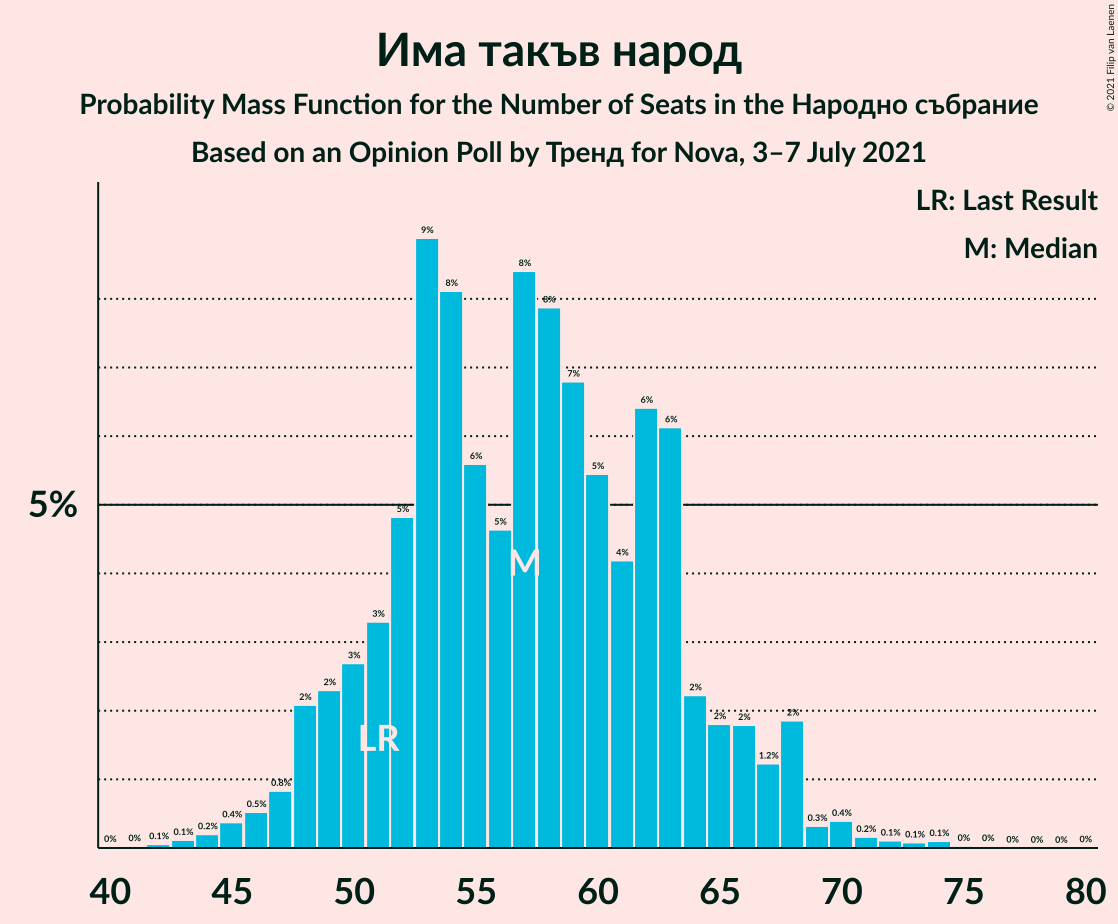 Има такъв народ
Probability Mass Function for the Number of Seats in the Народно събрание
Based on an Opinion Poll by Тренд for Nova, 3–7 July 2021
© 2021 Filip van Laenen
LR: Last Result
M: Median
5%
0% 0% 0.1% 0.1% 0.2% 0.4% 0.5% 0.8% 2% 2% 3% 3% 5% 9% 8% 6% 5% 8% 8% 7% 5% 4% 6% 6% 2% 2% 2% 1.2% 2% 0.3% 0.4% 0.2% 0.1% 0.1% 0.1% 0% 0% 0% 0% 0% 0%
M
LR
40 45 50 55 60 65 70 75 80